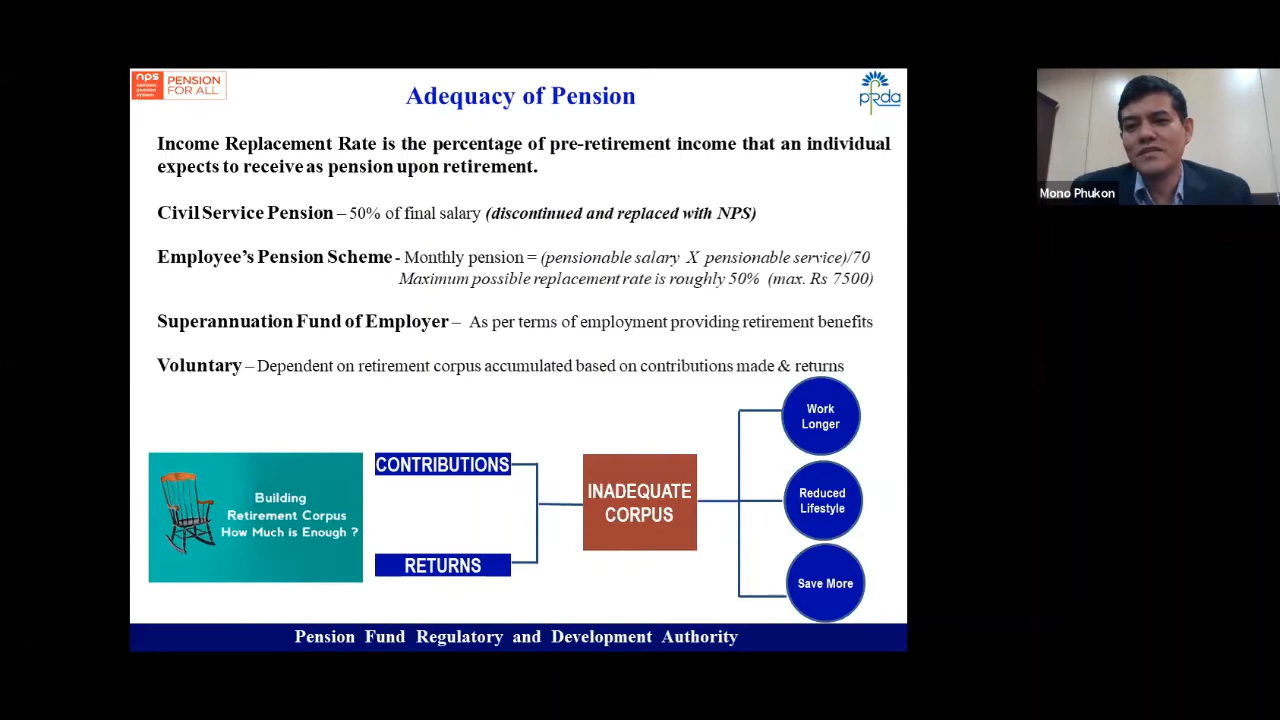 nps
national
pension
system
PENSION
FOR ALL
Adequacy of Pension
pfrda
Income Replacement Rate is the percentage of pre-retirement income that an individual
expects to receive as pension upon retirement.
Civil Service Pension – 50% of final salary (discontinued and replaced with NPS)
Employee's Pension Scheme - Monthly pension = (pensionable salary X pensionable service)/70
Maximum possible replacement rate is roughly 50% (max. Rs 7500)
Superannuation Fund of Employer – As per terms of employment providing retirement benefits
Voluntary – Dependent on retirement corpus accumulated based on contributions made & returns
Building
Retirement Corpus
How Much is Enough ?
CONTRIBUTIONS
RETURNS
INADEQUATE
CORPUS
Work
Longer
Reduced
Lifestyle
Save More
Pension Fund Regulatory and Development Authority
Mono Phukon